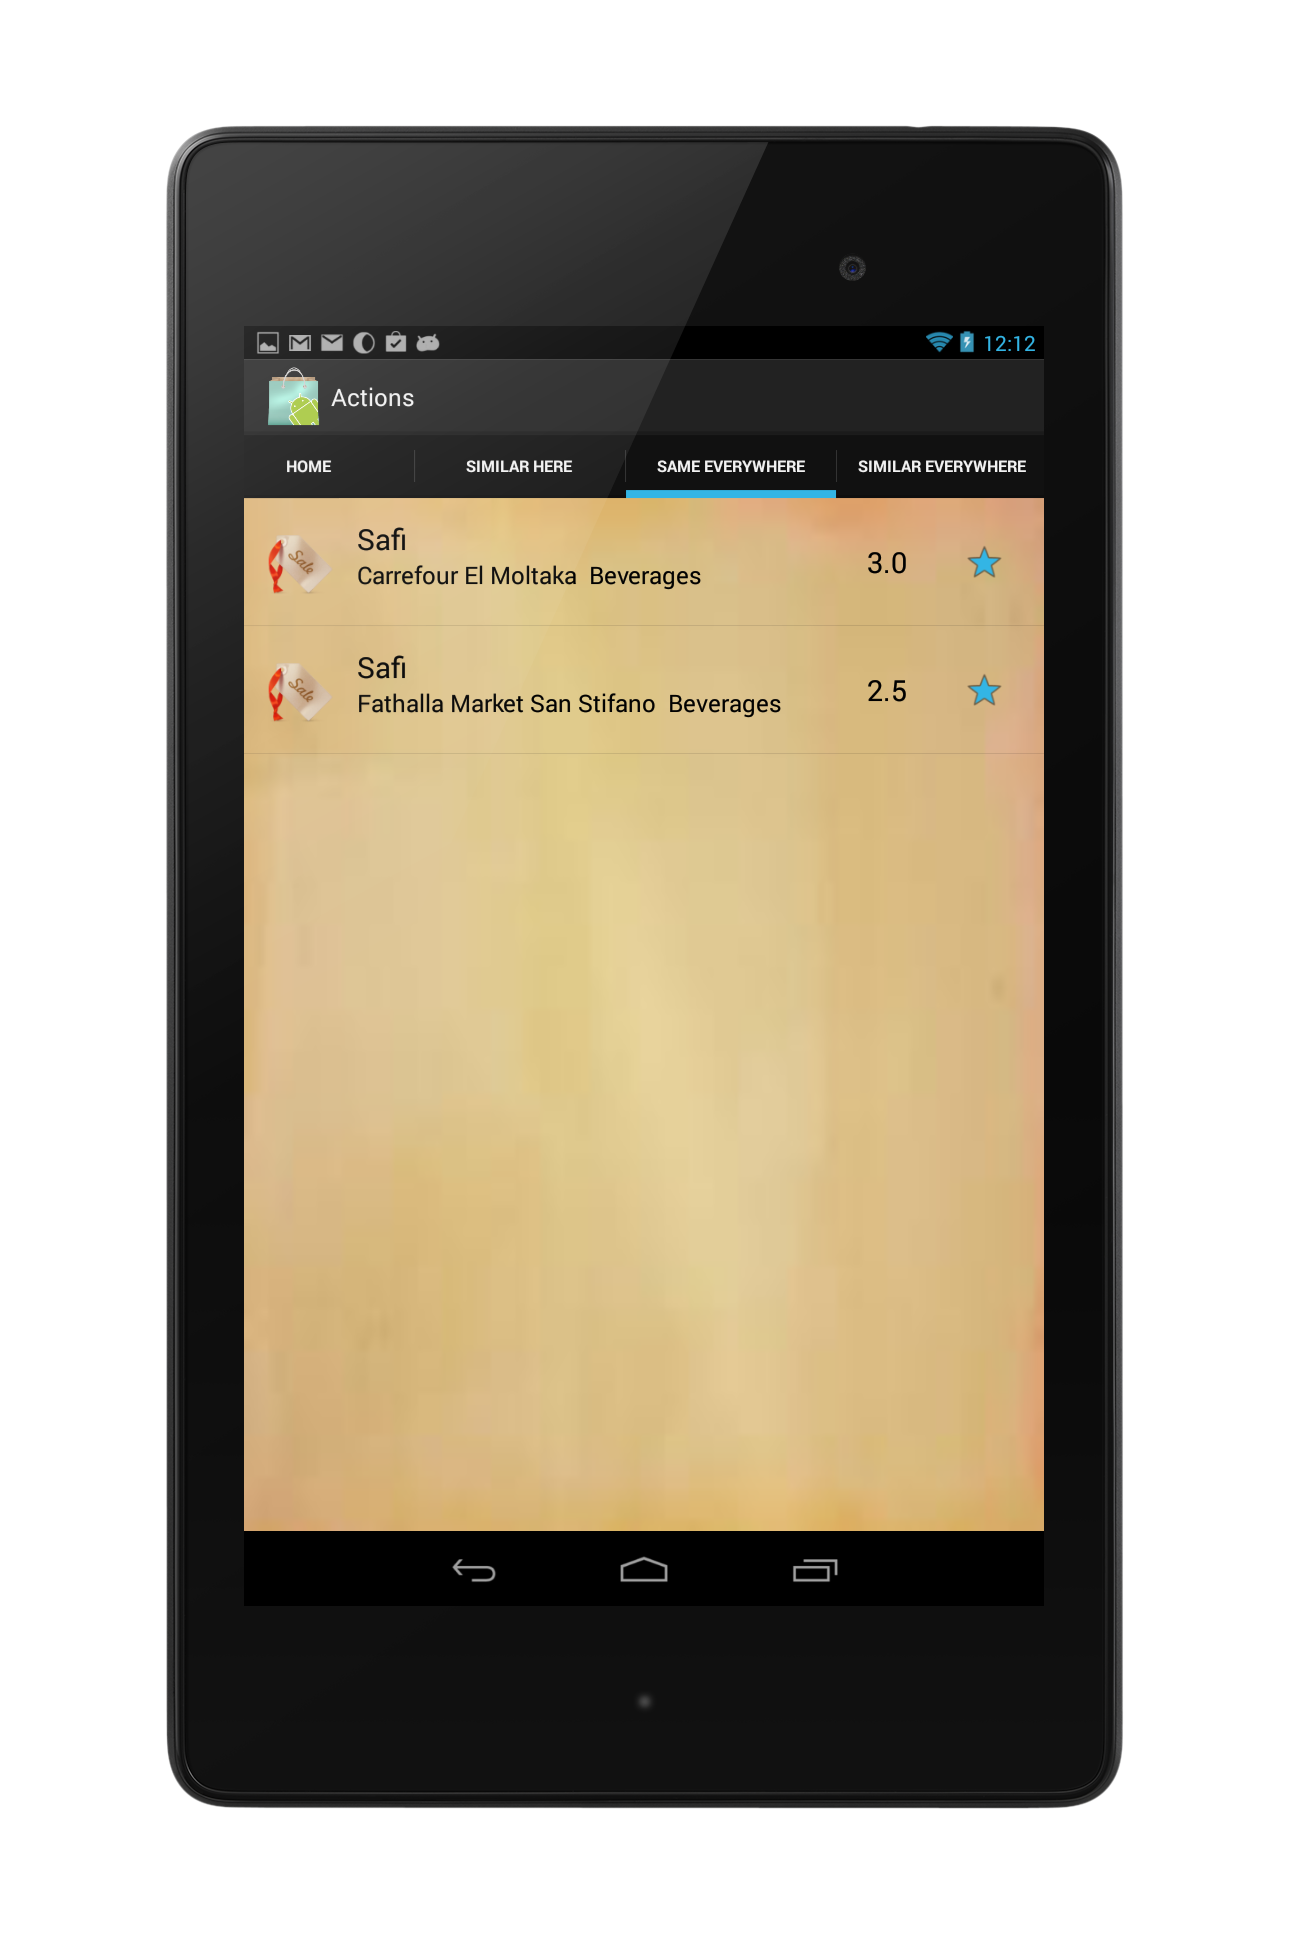 12:12
Actions
HOME
SIMILAR HERE
SAME EVERYWHERE
SIMILAR EVERYWHERE
Sale
Safi
Carrefour El Moltaka  Beverages
3.0
Sale
Safi
Fathalla Market San Stifano  Beverages
2.5